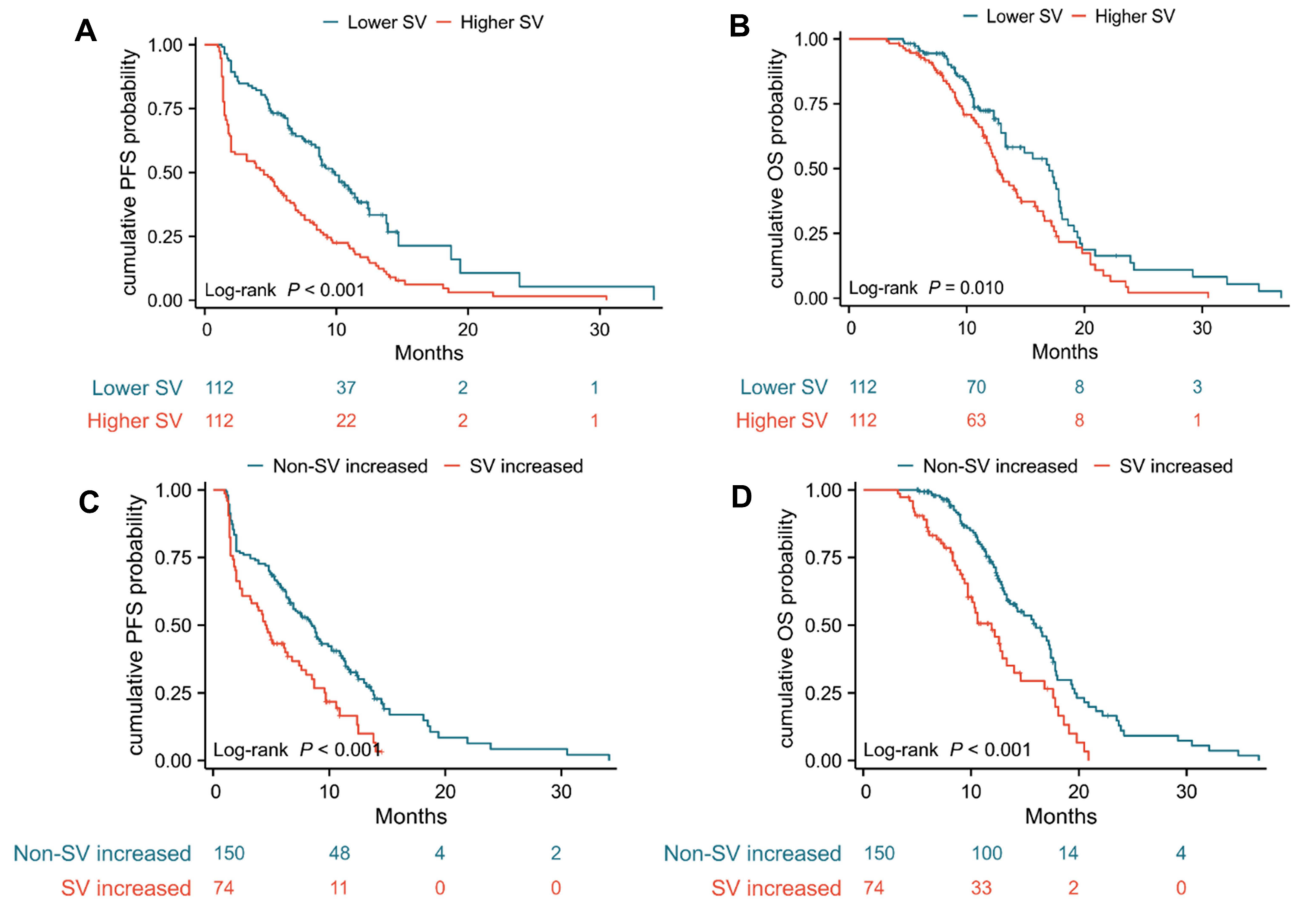 A
Lower SV Higher SV
cumulative PFS probability
1.00
0.75
0.50
0.25
0.00
Log-rank P < 0.001
0 10 20 30
Months
Lower SV 112 37 2 1
Higher SV 112 22 2 1
B
Lower SV Higher SV
cumulative OS probability
1.00
0.75
0.50
0.25
0.00
Log-rank P = 0.010
0 10 20 30
Months
Lower SV 112 70 8 3
Higher SV 112 63 8 1
C
Non-SV increased SV increased
cumulative PFS probability
1.00
0.75
0.50
0.25
0.00
Log-rank P < 0.001
0 10 20 30
Months
Non-SV increased 150 48 4 2
SV increased 74 11 0 0
D
Non-SV increased SV increased
cumulative OS probability
1.00
0.75
0.50
0.25
0.00
Log-rank P < 0.001
0 10 20 30
Months
Non-SV increased 150 100 14 4
SV increased 74 33 2 0